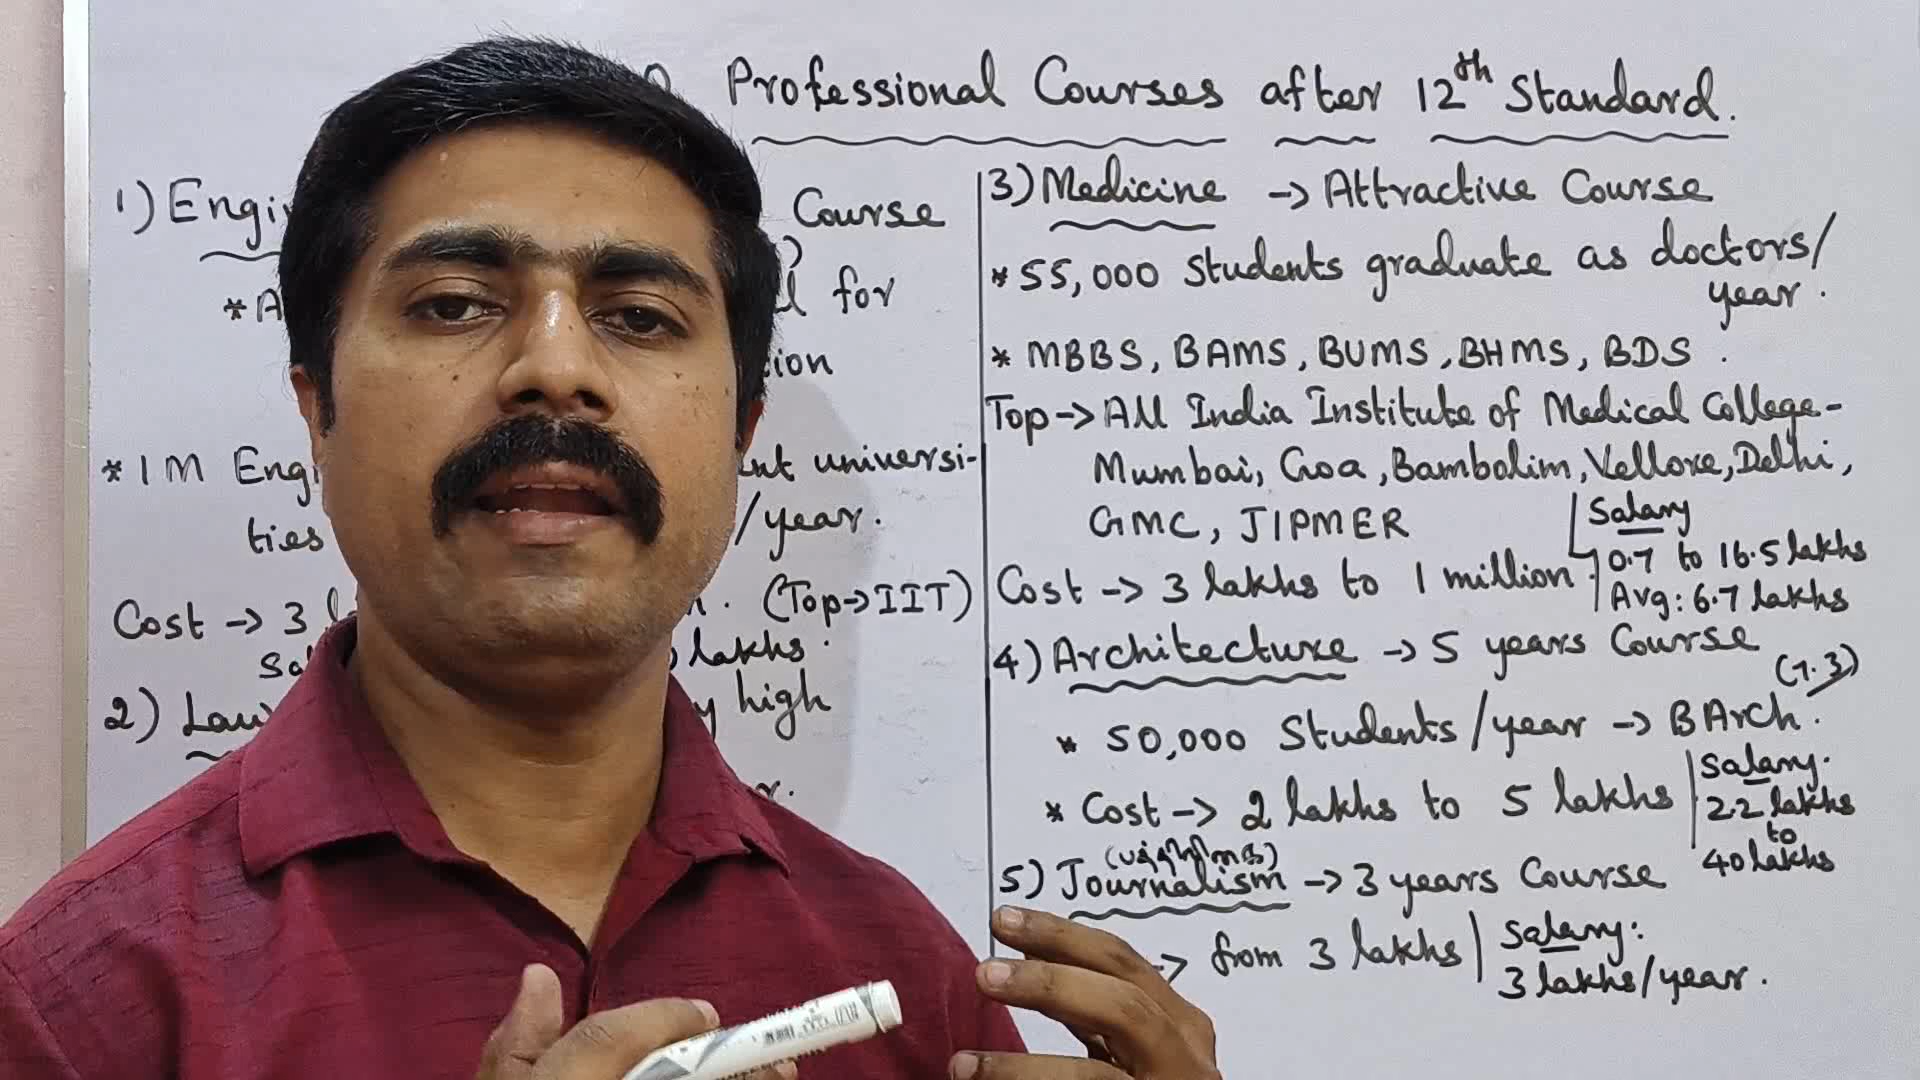 Professional Courses after 12th Standard.
1) Engi
Course
*A
for
* 1 M Engi
universi-
ties
/year.
Cost → 3
(Top→IIT)
lakhs.
2) Law
high
3) Medicine → Attractive Course
* 55,000 Students graduate as doctors/
year.
* MBBS, BAMS, BUMS, BHMS, BDS.
Top → All India Institute of Medical College-
Mumbai, Goa, Bambolim, Vellore, Delhi,
GMC, JIPMER
Salary
0.7 to 16.5 lakhs
Avg: 6.7 lakhs
Cost → 3 lakhs to 1 million.
4) Architecture → 5 years Course
* 50,000 Students/year → BArch.
* Cost → 2 lakhs to 5 lakhs
Salary.
2.2 lakhs
to
40 lakhs
5) Journalism → 3 years Course
→ from 3 lakhs
Salary:
3 lakhs/year.